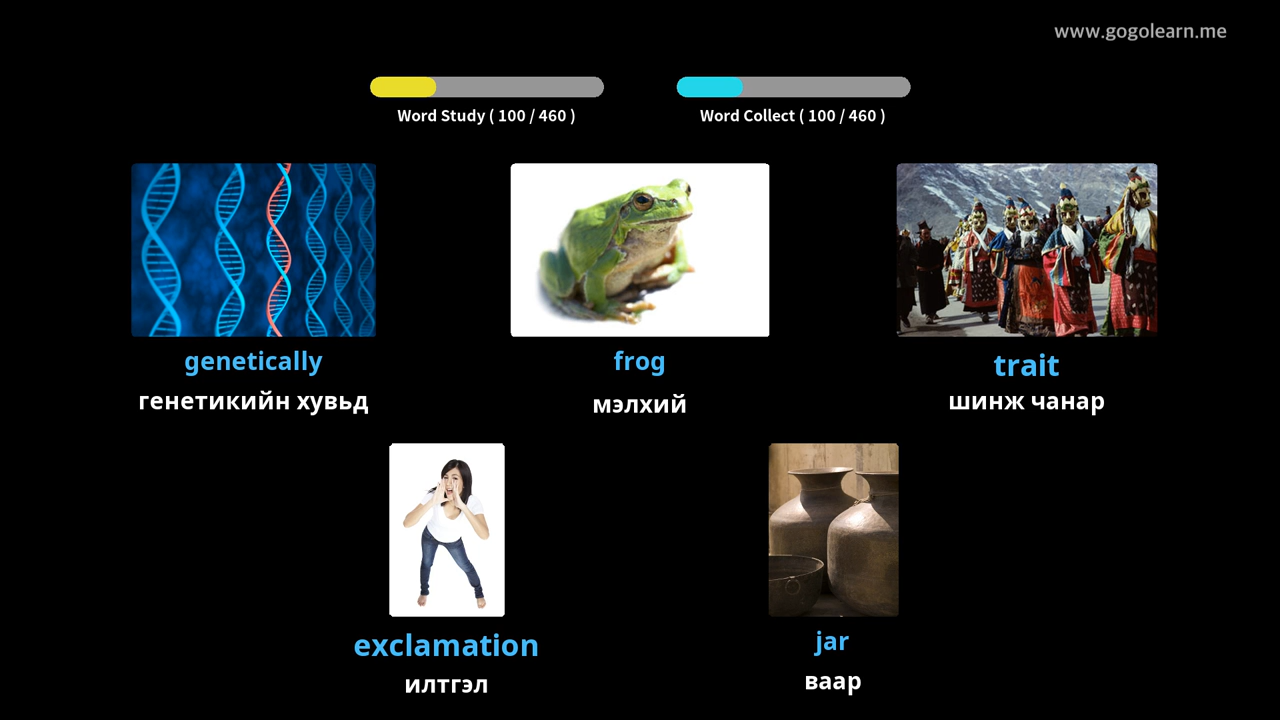 www.gogolearn.me
Word Study ( 100 / 460 )
Word Collect ( 100 / 460 )
genetically
генетикийн хувьд
frog
мэлхий
trait
шинж чанар
exclamation
илтгэл
jar
ваар